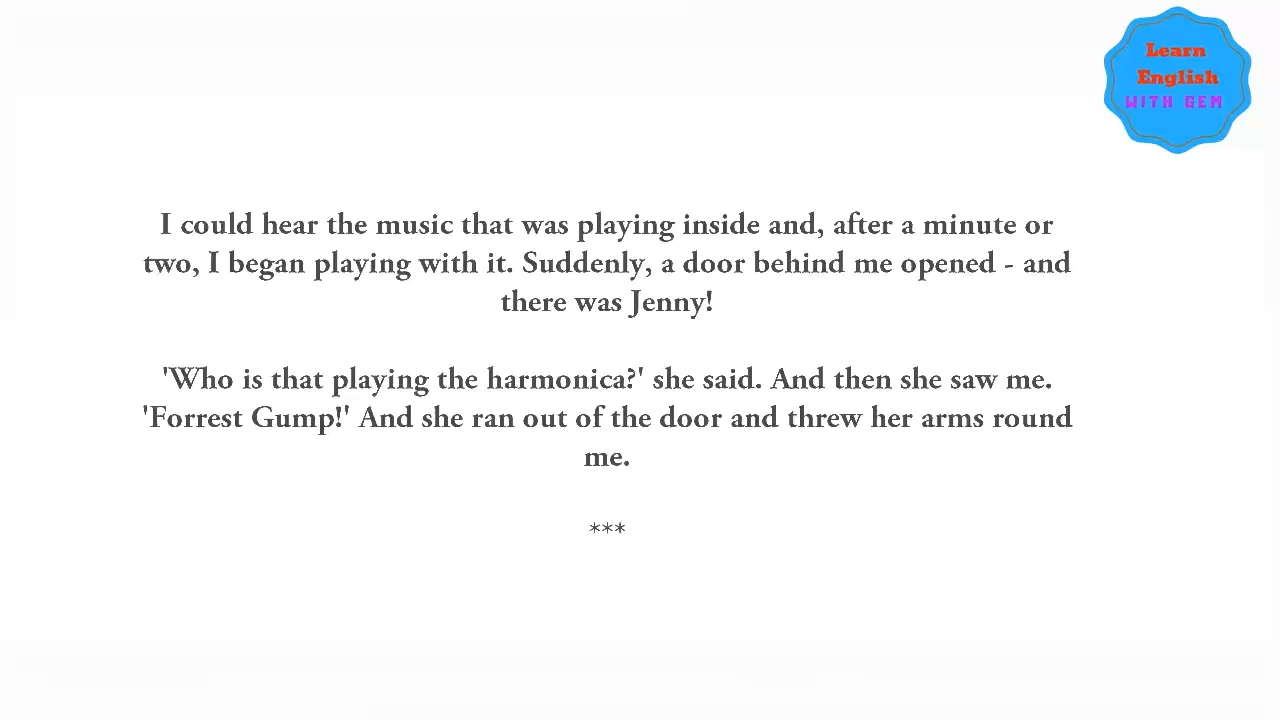 Learn
English
WITH GEM
I could hear the music that was playing inside and, after a minute or
two, I began playing with it. Suddenly, a door behind me opened - and
there was Jenny!
'Who is that playing the harmonica?' she said. And then she saw me.
'Forrest Gump!' And she ran out of the door and threw her arms round
me.
***